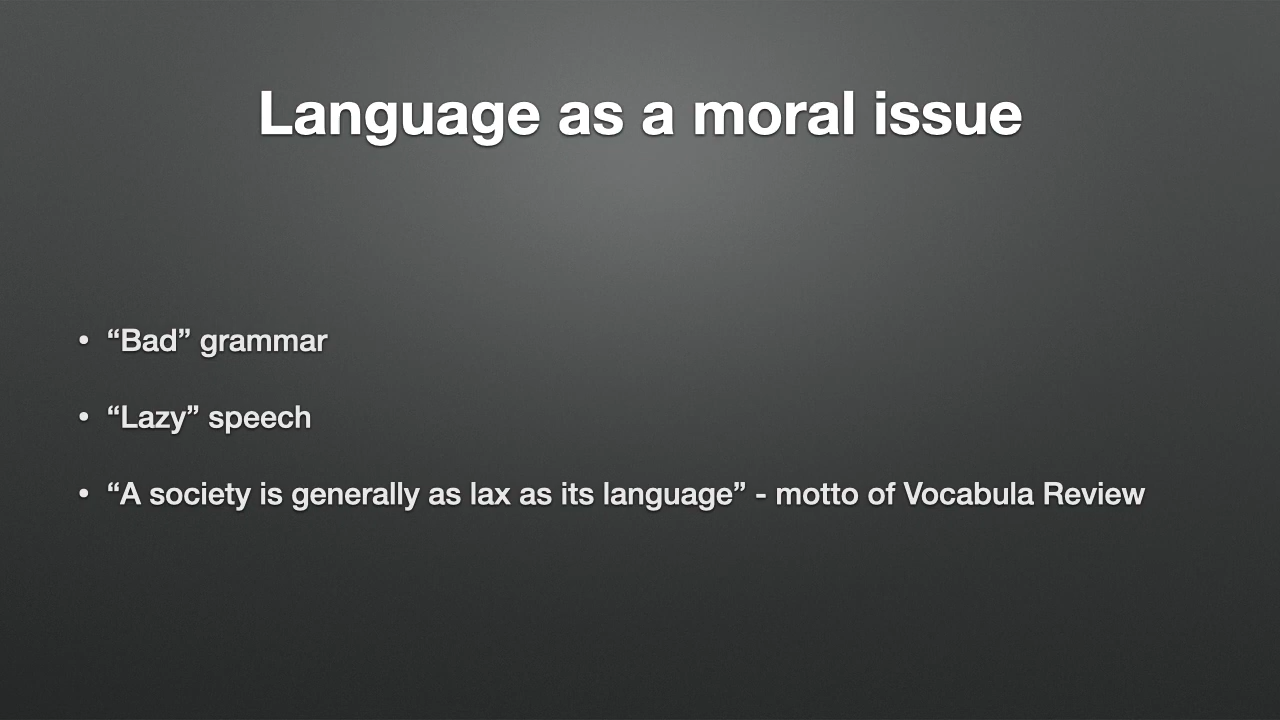 Language as a moral issue
• “Bad” grammar
• “Lazy” speech
• “A society is generally as lax as its language” - motto of Vocabula Review